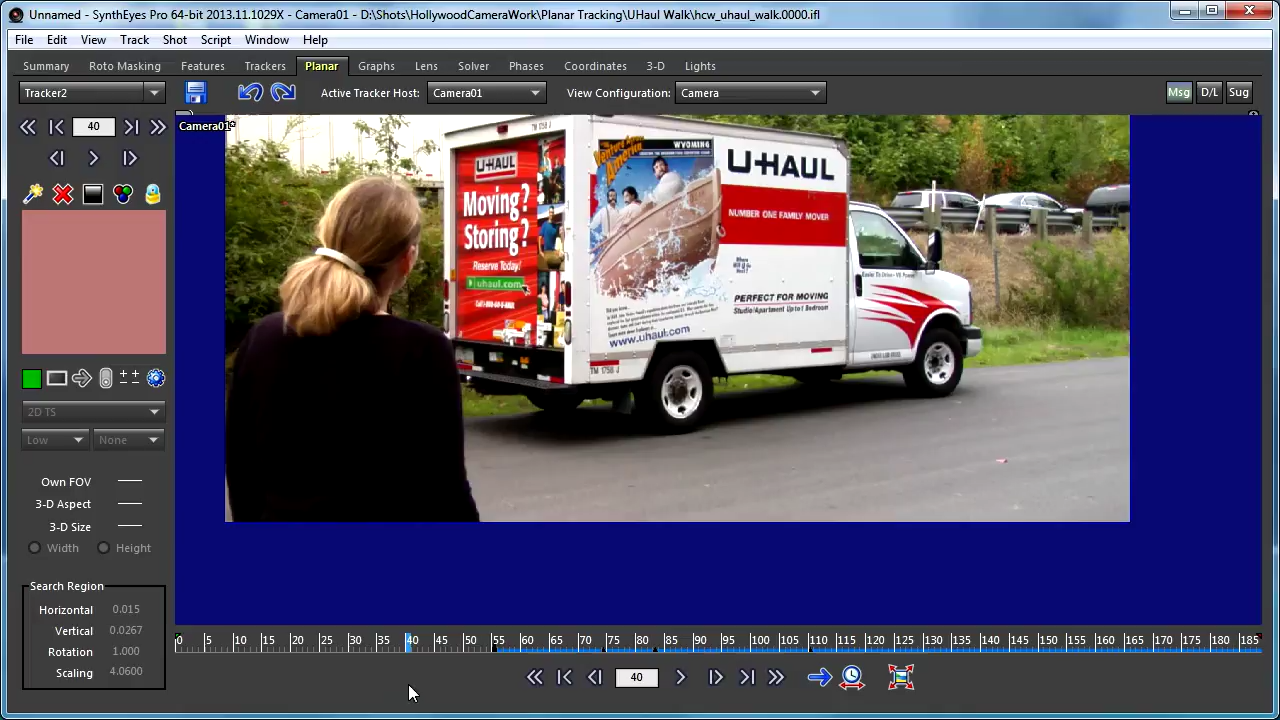 Unnamed - SynthEyes Pro 64-bit 2013.11.1029X - Camera01 - D:\Shots\HollywoodCameraWork\Planar Tracking\UHaul Walk\hcw_uhaul_walk.0000.ifl
File Edit View Track Shot Script Window Help
Summary Roto Masking Features Trackers Planar Graphs Lens Solver Phases Coordinates 3-D Lights
Tracker2 Active Tracker Host: Camera01 View Configuration: Camera Msg D/L Sug
40
Camera01*
2D TS
Low None
Own FOV
3-D Aspect
3-D Size
Width Height
Search Region
Horizontal 0.015
Vertical 0.0267
Rotation 1.000
Scaling 4.0600
TM 1758 J
U-HAUL
Moving?
Storing?
Reserve Today!
uhaul.com
Venture Across
America
WYOMING
U-HAUL
NUMBER ONE FAMILY MOVER
PERFECT FOR MOVING
Studio/Apartment Up to 1 Bedroom
www.uhaul.com
TM 1758 J
0 5 10 15 20 25 30 35 40 45 50 55 60 65 70 75 80 85 90 95 100 105 110 115 120 125 130 135 140 145 150 155 160 165 170 175 180 185
40